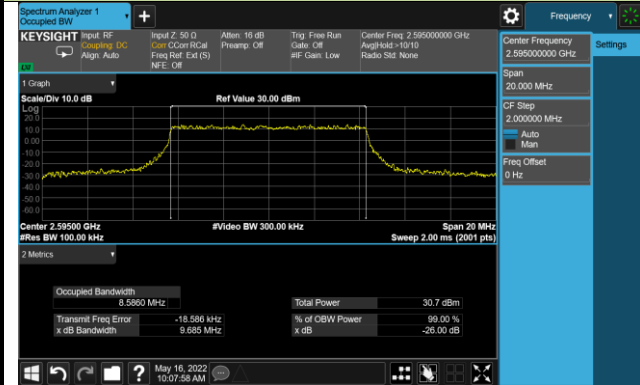 Spectrum Analyzer 1
Occupied BW
Frequency
KEYSIGHT
Input: RF
Coupling: DC
Align: Auto
Input Z: 50 Ω
Corr CCorr RCal
Freq Ref: Ext (S)
NFE: Off
Atten: 16 dB
Preamp: Off
Trig: Free Run
Gate: Off
#IF Gain: Low
Center Freq: 2.595000000 GHz
Avg|Hold:>10/10
Radio Std: None
Center Frequency
2.595000000 GHz
Settings
Span
20.000 MHz
CF Step
2.000000 MHz
Auto
Man
Freq Offset
0 Hz
1 Graph
Scale/Div 10.0 dB
Ref Value 30.00 dBm
Log
20.0
10.0
0.00
-10.0
-20.0
-30.0
-40.0
-50.0
-60.0
Center 2.59500 GHz
#Video BW 300.00 kHz
Span 20 MHz
#Res BW 100.00 kHz
Sweep 2.00 ms (2001 pts)
2 Metrics
Occupied Bandwidth
8.5860 MHz
Total Power
30.7 dBm
Transmit Freq Error
-18.586 kHz
% of OBW Power
99.00 %
x dB Bandwidth
9.685 MHz
x dB
-26.00 dB
May 16, 2022
10:07:58 AM